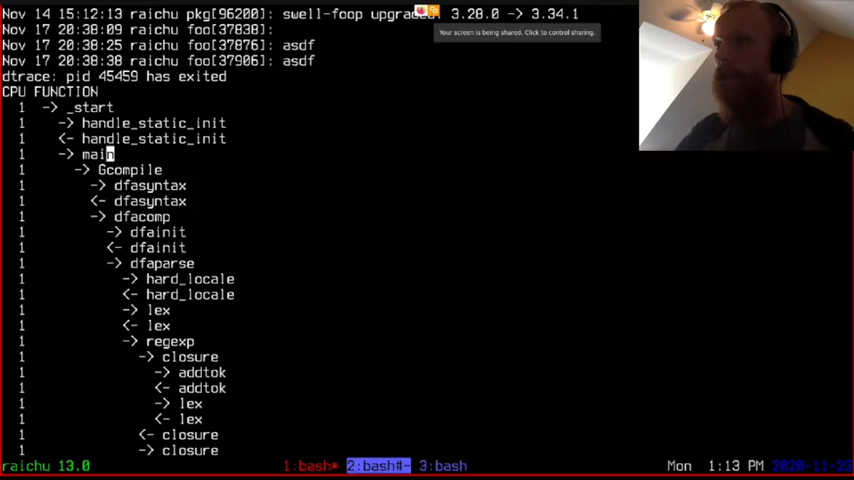 Nov 14 15:12:13 raichu pkg[96200]: swell-foop upgraded: 3.28.0 -> 3.34.1
Your screen is being shared. Click to control sharing.
Nov 17 20:38:09 raichu foo[37838]:
Nov 17 20:38:25 raichu foo[37876]: asdf
Nov 17 20:38:38 raichu foo[37906]: asdf
dtrace: pid 45459 has exited
CPU FUNCTION
1 -> _start
1 -> handle_static_init
1 <- handle_static_init
1 -> main
1 -> Gcompile
1 -> dfasyntax
1 <- dfasyntax
1 -> dfacomp
1 -> dfainit
1 <- dfainit
1 -> dfaparse
1 -> hard_locale
1 <- hard_locale
1 -> lex
1 <- lex
1 -> regexp
1 -> closure
1 -> addtok
1 <- addtok
1 -> lex
1 <- lex
1 <- closure
1 -> closure
raichu 13.0 1:bash* 2:bash#- 3:bash Mon 1:13 PM 2020-11-23